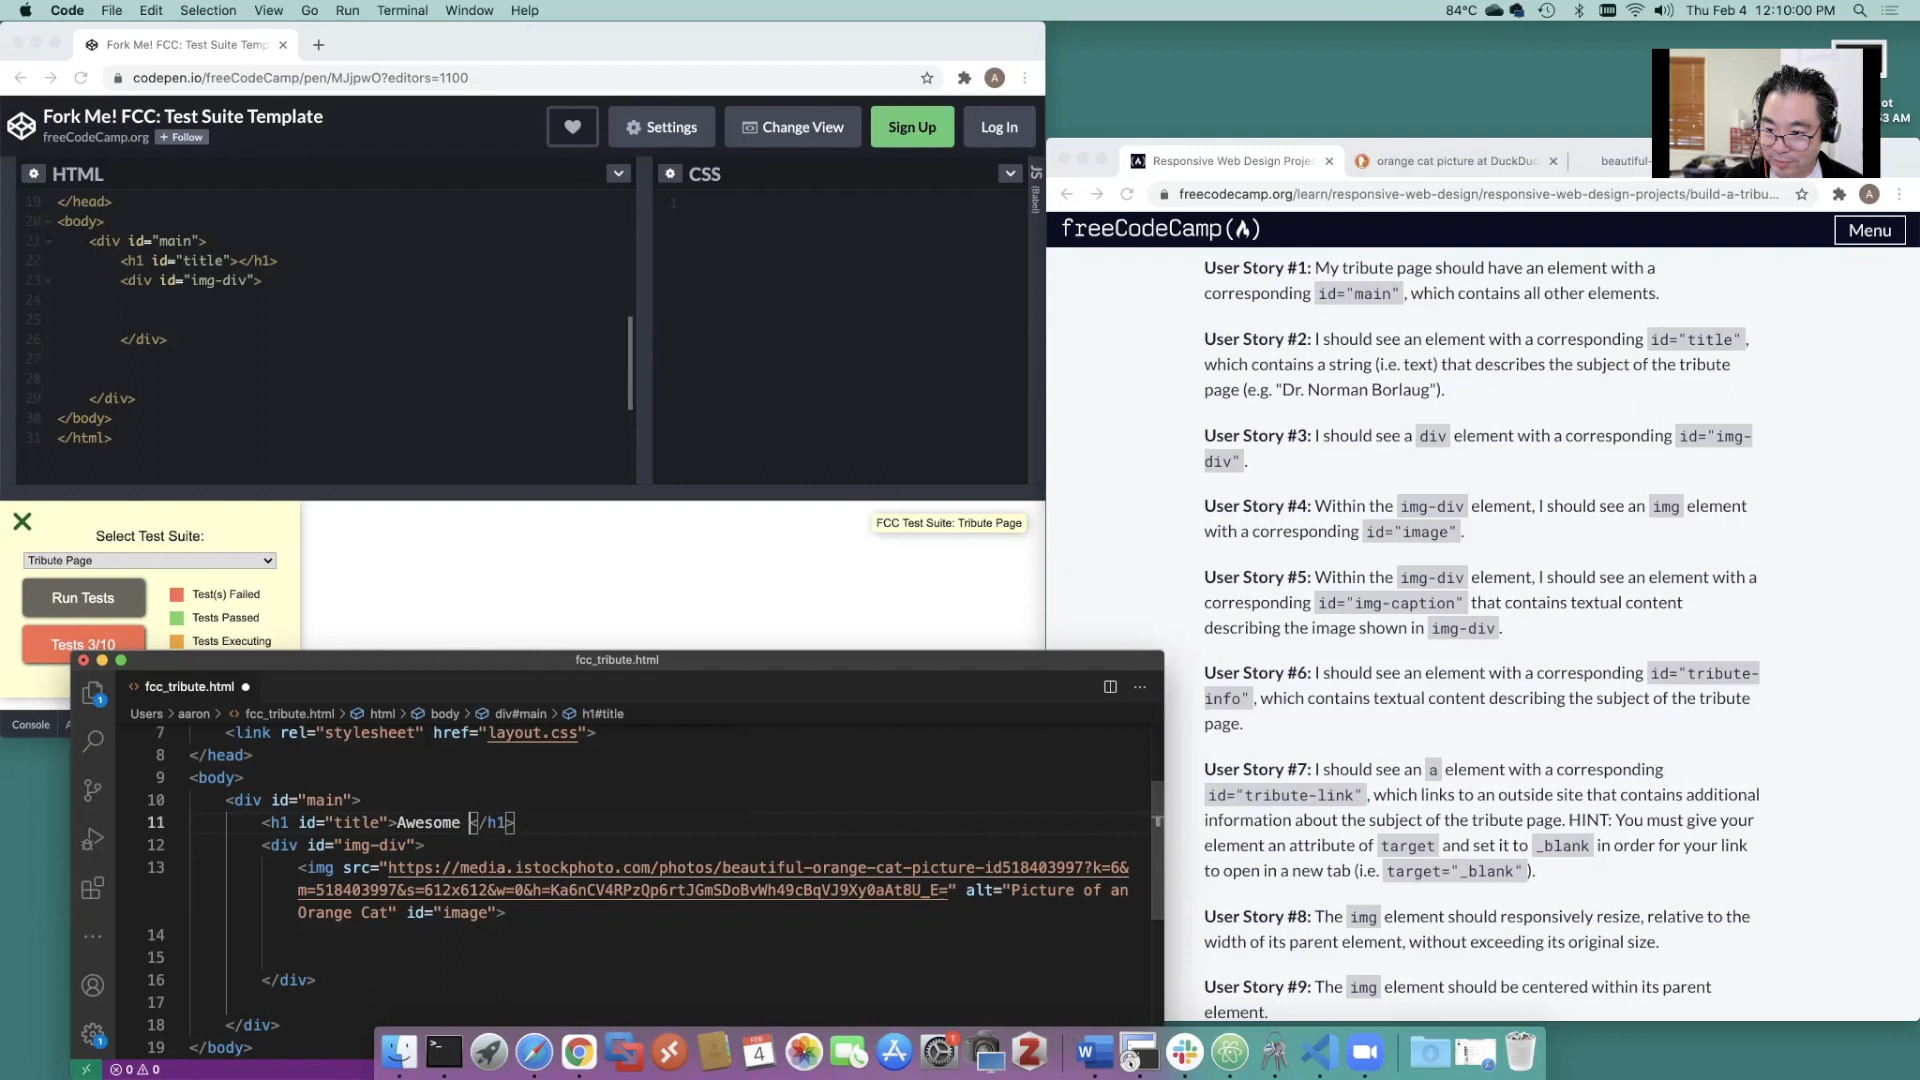 Code File Edit Selection View Go Run Terminal Window Help
84°C Thu Feb 4 12:10:00 PM
Fork Me! FCC: Test Suite Temp
codepen.io/freeCodeCamp/pen/MJjpwO?editors=1100
A
Fork Me! FCC: Test Suite Template
freeCodeCamp.org + Follow
Settings Change View Sign Up Log In
HTML
19 </head>
20 <body>
21 <div id="main">
22 <h1 id="title"></h1>
23 <div id="img-div">
24
25
26 </div>
27
28
29 </div>
30 </body>
31 </html>
CSS
1
JS (Babel)
FCC Test Suite: Tribute Page
Select Test Suite:
Tribute Page
Run Tests
Tests 3/10
Test(s) Failed
Tests Passed
Tests Executing
Console
fcc_tribute.html
fcc_tribute.html
Users > aaron > fcc_tribute.html > html > body > div#main > h1#title
7 <link rel="stylesheet" href="layout.css">
8 </head>
9 <body>
10 <div id="main">
11 <h1 id="title">Awesome </h1>
12 <div id="img-div">
13 <img src="https://media.istockphoto.com/photos/beautiful-orange-cat-picture-id518403997?k=6&
m=518403997&s=612x612&w=0&h=Ka6nCV4RPzQp6rtJGmSDoBvWh49cBqVJ9Xy0aAt8U_E=" alt="Picture of an
Orange Cat" id="image">
14
15
16 </div>
17
18 </div>
19 </body>
0 0
Responsive Web Design Projec
orange cat picture at DuckDuc
beautiful-
freecodecamp.org/learn/responsive-web-design/responsive-web-design-projects/build-a-tribu...
A
freeCodeCamp
Menu
User Story #1: My tribute page should have an element with a
corresponding id="main", which contains all other elements.
User Story #2: I should see an element with a corresponding id="title",
which contains a string (i.e. text) that describes the subject of the tribute
page (e.g. "Dr. Norman Borlaug").
User Story #3: I should see a div element with a corresponding id="img-
div".
User Story #4: Within the img-div element, I should see an img element
with a corresponding id="image".
User Story #5: Within the img-div element, I should see an element with a
corresponding id="img-caption" that contains textual content
describing the image shown in img-div.
User Story #6: I should see an element with a corresponding id="tribute-
info", which contains textual content describing the subject of the tribute
page.
User Story #7: I should see an a element with a corresponding
id="tribute-link", which links to an outside site that contains additional
information about the subject of the tribute page. HINT: You must give your
element an attribute of target and set it to _blank in order for your link
to open in a new tab (i.e. target="_blank").
User Story #8: The img element should responsively resize, relative to the
width of its parent element, without exceeding its original size.
User Story #9: The img element should be centered within its parent
element.
FEB
4